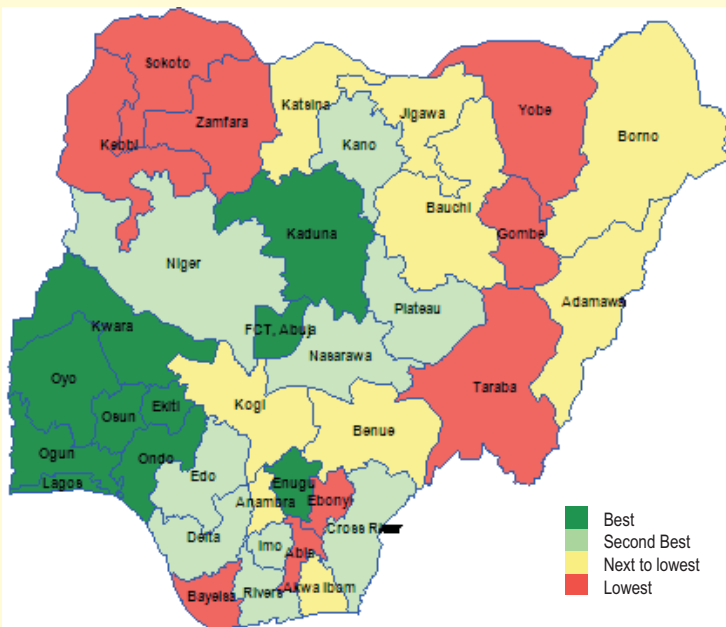 Sokoto
Katsina
Zamfara
Jigawa
Yobe
Kebbi
Kano
Borno
Bauchi
Kaduna
Gombe
Niger
Adamawa
Plateau
Kwara
FCT, Abuja
Nasarawa
Oyo
Taraba
Ekiti
Kogi
Osun
Benue
Ogun
Ondo
Edo
Enugu
Lagos
Anambra
Ebonyi
Delta
Imo
Abia
Cross Ri
Bayelsa
Rivers
Akwa Ibom
Best
Second Best
Next to lowest
Lowest